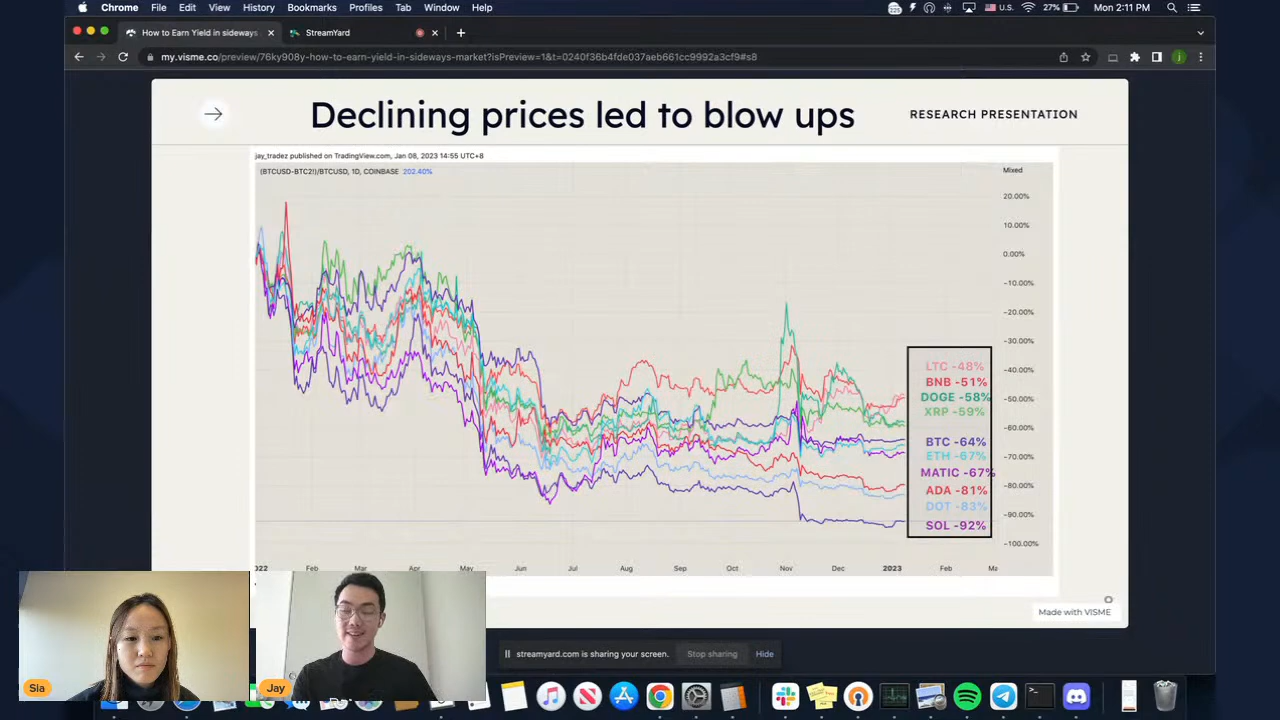 Chrome File Edit View History Bookmarks Profiles Tab Window Help
225 U.S. 27% Mon 2:11 PM
How to Earn Yield in sideways
StreamYard
my.visme.co/preview/76ky908y-how-to-earn-yield-in-sideways-market?isPreview=1&t=0240f36b4fde037aeb661cc9992a3cf9#s8
j
Declining prices led to blow ups
RESEARCH PRESENTATION
jay_tradez published on TradingView.com, Jan 08, 2023 14:55 UTC+8
(BTCUSD-BTC2!)/BTCUSD, 1D, COINBASE 202.40%
Mixed
20.00%
10.00%
0.00%
-10.00%
-20.00%
-30.00%
-40.00%
-50.00%
-60.00%
-70.00%
-80.00%
-90.00%
-100.00%
LTC -48%
BNB -51%
DOGE -58%
XRP -59%
BTC -64%
ETH -67%
MATIC -67%
ADA -81%
DOT -83%
SOL -92%
2022 Feb Mar Apr May Jun Jul Aug Sep Oct Nov Dec 2023 Feb Ma
Made with VISME
streamyard.com is sharing your screen. Stop sharing Hide
Sia
Jay